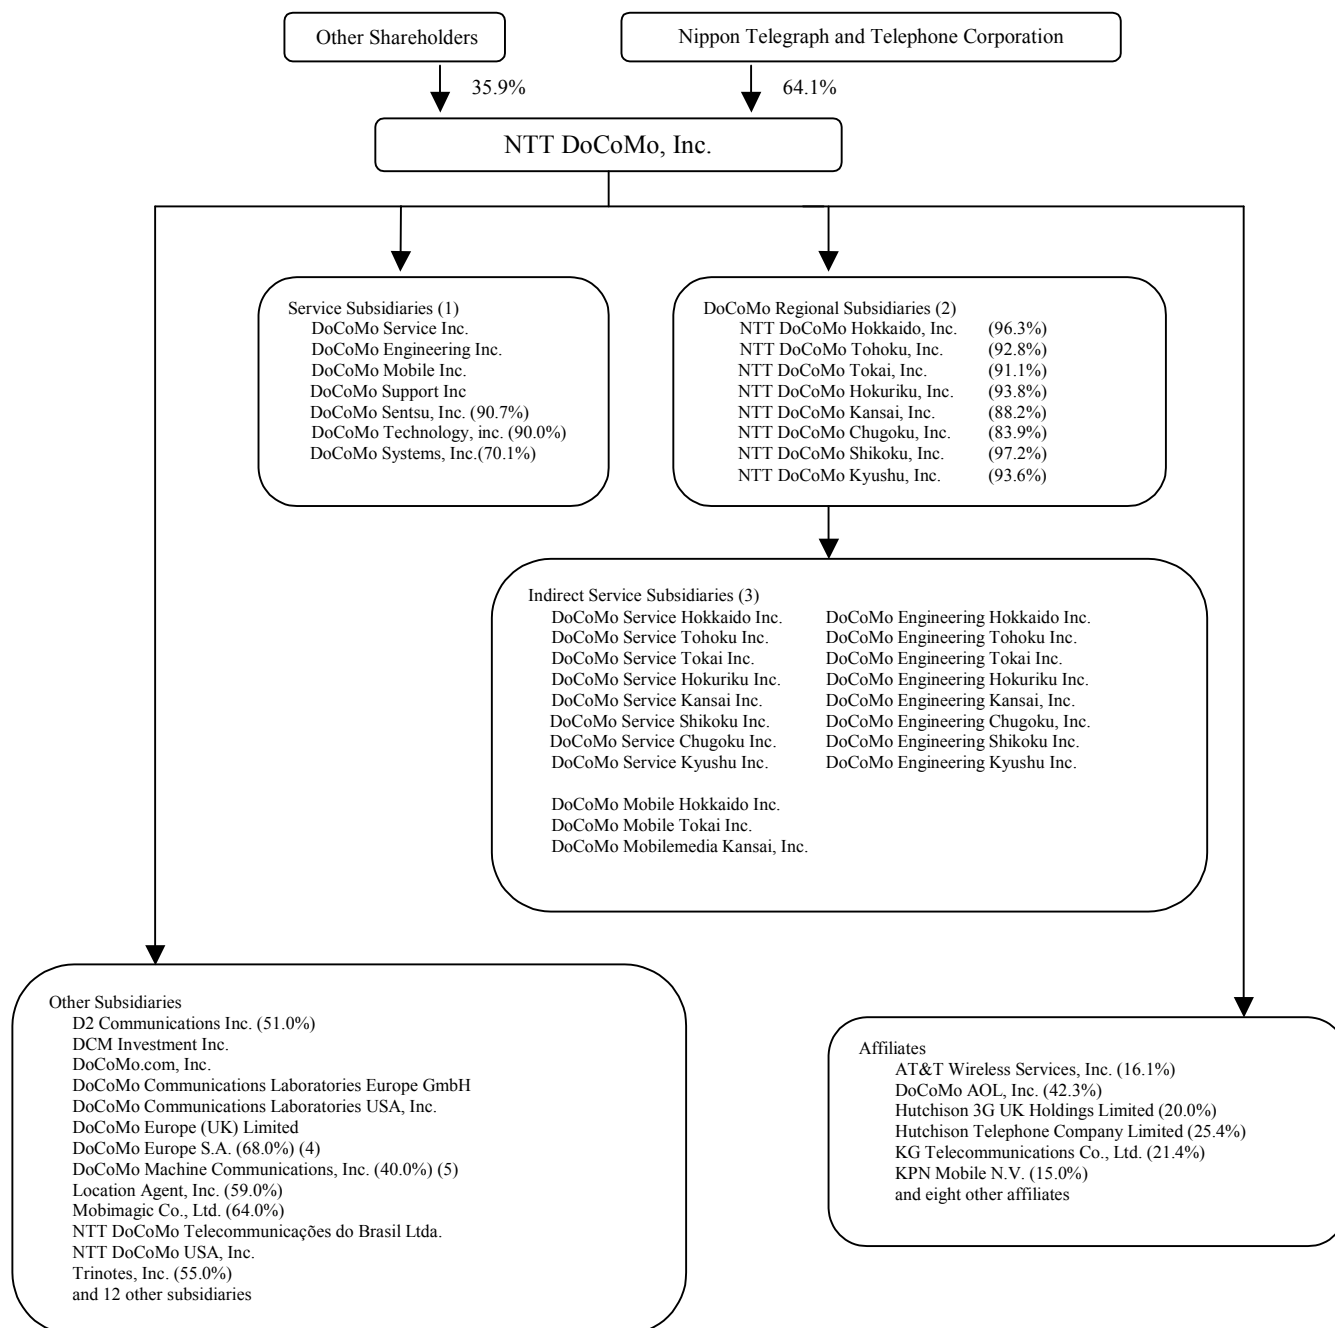 Other Shareholders
Nippon Telegraph and Telephone Corporation
35.9%
64.1%
NTT DoCoMo, Inc.
Service Subsidiaries (1)
DoCoMo Service Inc.
DoCoMo Engineering Inc.
DoCoMo Mobile Inc.
DoCoMo Support Inc
DoCoMo Sentsu, Inc. (90.7%)
DoCoMo Technology, inc. (90.0%)
DoCoMo Systems, Inc.(70.1%)
DoCoMo Regional Subsidiaries (2)
NTT DoCoMo Hokkaido, Inc. (96.3%)
NTT DoCoMo Tohoku, Inc. (92.8%)
NTT DoCoMo Tokai, Inc. (91.1%)
NTT DoCoMo Hokuriku, Inc. (93.8%)
NTT DoCoMo Kansai, Inc. (88.2%)
NTT DoCoMo Chugoku, Inc. (83.9%)
NTT DoCoMo Shikoku, Inc. (97.2%)
NTT DoCoMo Kyushu, Inc. (93.6%)
Indirect Service Subsidiaries (3)
DoCoMo Service Hokkaido Inc. DoCoMo Engineering Hokkaido Inc.
DoCoMo Service Tohoku Inc. DoCoMo Engineering Tohoku Inc.
DoCoMo Service Tokai Inc. DoCoMo Engineering Tokai Inc.
DoCoMo Service Hokuriku Inc. DoCoMo Engineering Hokuriku Inc.
DoCoMo Service Kansai Inc. DoCoMo Engineering Kansai, Inc.
DoCoMo Service Shikoku Inc. DoCoMo Engineering Chugoku, Inc.
DoCoMo Service Chugoku Inc. DoCoMo Engineering Shikoku Inc.
DoCoMo Service Kyushu Inc. DoCoMo Engineering Kyushu Inc.
DoCoMo Mobile Hokkaido Inc.
DoCoMo Mobile Tokai Inc.
DoCoMo Mobilemedia Kansai, Inc.
Other Subsidiaries
D2 Communications Inc. (51.0%)
DCM Investment Inc.
DoCoMo.com, Inc.
DoCoMo Communications Laboratories Europe GmbH
DoCoMo Communications Laboratories USA, Inc.
DoCoMo Europe (UK) Limited
DoCoMo Europe S.A. (68.0%) (4)
DoCoMo Machine Communications, Inc. (40.0%) (5)
Location Agent, Inc. (59.0%)
Mobimagic Co., Ltd. (64.0%)
NTT DoCoMo Telecommunicações do Brasil Ltda.
NTT DoCoMo USA, Inc.
Trinotes, Inc. (55.0%)
and 12 other subsidiaries
Affiliates
AT&T Wireless Services, Inc. (16.1%)
DoCoMo AOL, Inc. (42.3%)
Hutchison 3G UK Holdings Limited (20.0%)
Hutchison Telephone Company Limited (25.4%)
KG Telecommunications Co., Ltd. (21.4%)
KPN Mobile N.V. (15.0%)
and eight other affiliates